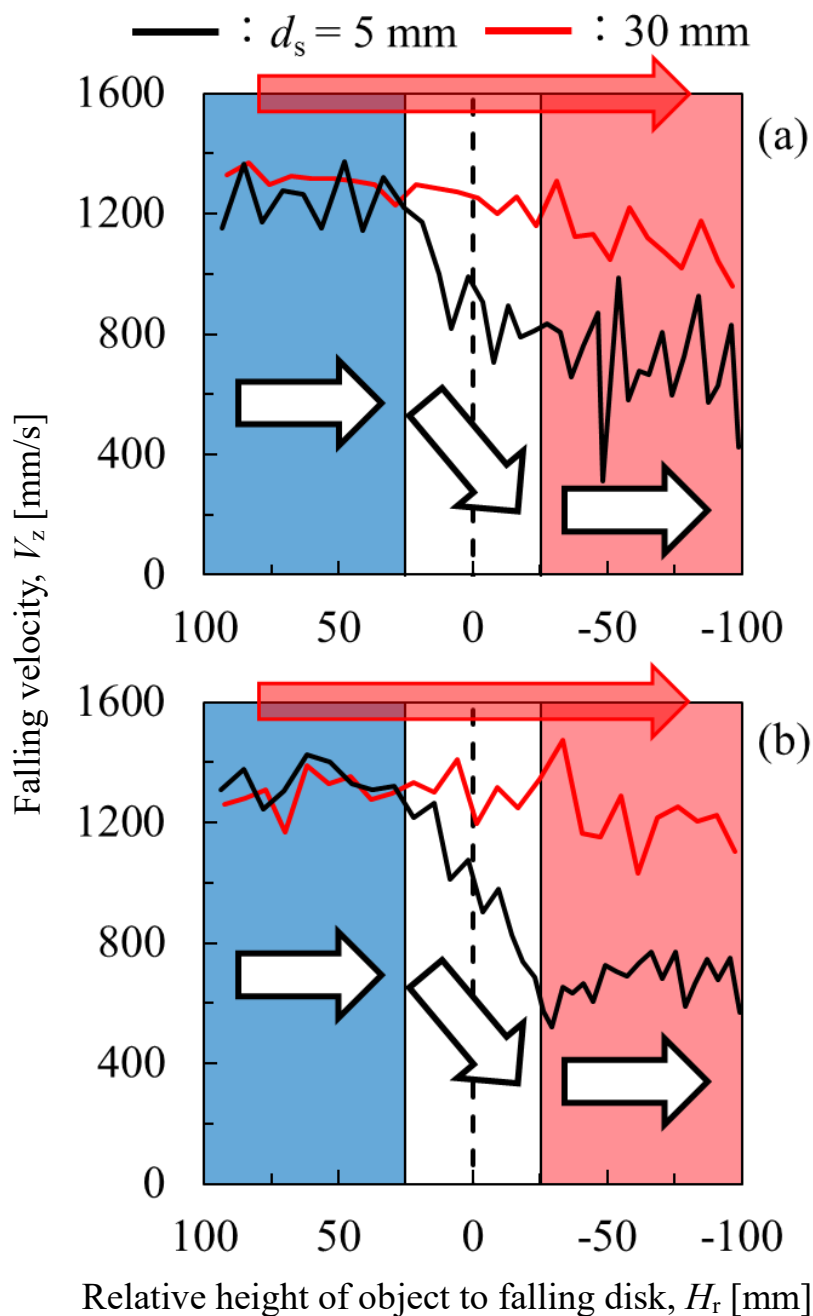 : ds = 5 mm : 30 mm
1600
1200
800
400
0
(a)
100 50 0 -50 -100
Falling velocity, Vz [mm/s]
1600
1200
800
400
0
(b)
100 50 0 -50 -100
Relative height of object to falling disk, Hr [mm]